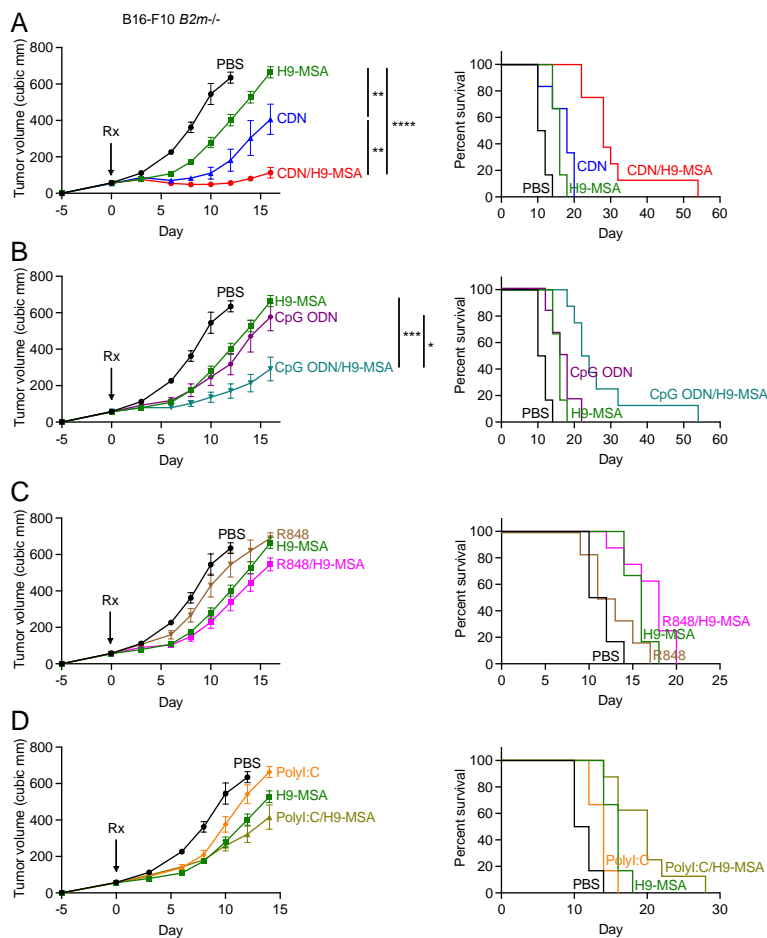 A
B16-F10 B2m-/-
Tumor volume (cubic mm)
800
600
400
200
0
Rx
PBS
H9-MSA
CDN
CDN/H9-MSA
**
**
****
-5
0
5
10
15
Day
Percent survival
100
80
60
40
20
0
PBS
H9-MSA
CDN
CDN/H9-MSA
0
10
20
30
40
50
60
Day
B
Tumor volume (cubic mm)
800
600
400
200
0
Rx
PBS
H9-MSA
CpG ODN
CpG ODN/H9-MSA
***
*
-5
0
5
10
15
Day
Percent survival
100
80
60
40
20
0
CpG ODN
PBS
H9-MSA
CpG ODN/H9-MSA
0
10
20
30
40
50
60
Day
C
Tumor volume (cubic mm)
800
600
400
200
0
Rx
PBS
R848
H9-MSA
R848/H9-MSA
-5
0
5
10
15
Day
Percent survival
100
80
60
40
20
0
R848/H9-MSA
H9-MSA
PBS
R848
0
5
10
15
20
25
Day
D
Tumor volume (cubic mm)
800
600
400
200
0
Rx
PBS
PolyI:C
H9-MSA
PolyI:C/H9-MSA
-5
0
5
10
15
Day
Percent survival
100
80
60
40
20
0
PolyI:C
PolyI:C/H9-MSA
PBS
H9-MSA
0
10
20
30
Day